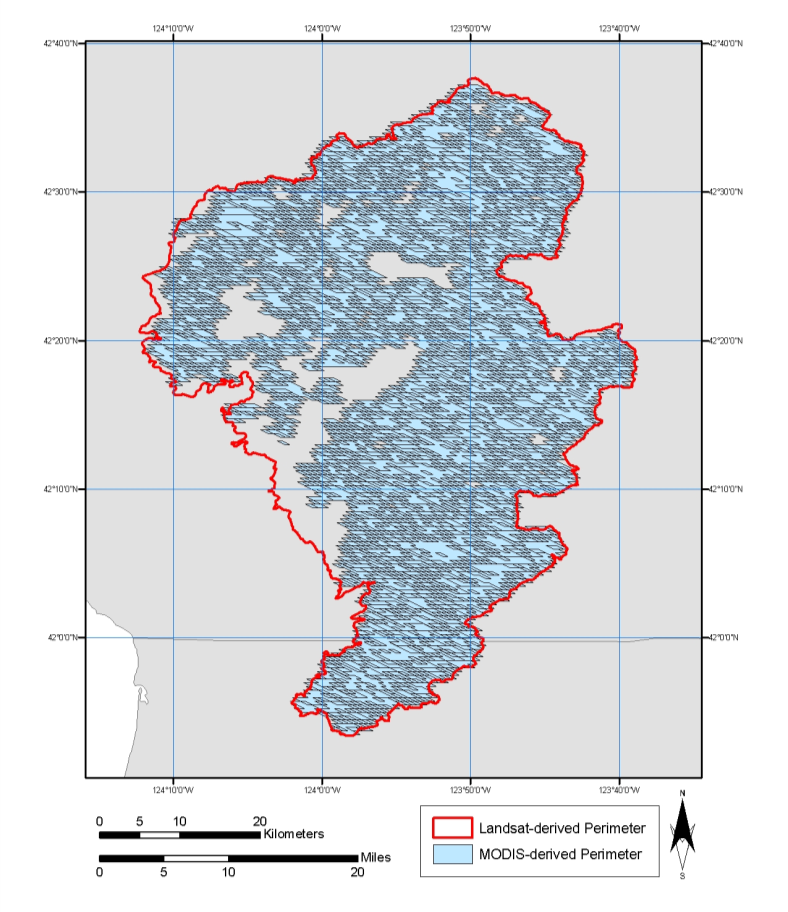 124°10'0"W 124°0'0"W 123°50'0"W 123°40'0"W
42°40'0"N 42°40'0"N
42°30'0"N 42°30'0"N
42°20'0"N 42°20'0"N
42°10'0"N 42°10'0"N
42°0'0"N 42°0'0"N
124°10'0"W 124°0'0"W 123°50'0"W 123°40'0"W
0 5 10 20
Kilometers
Miles
0 5 10 20
Landsat-derived Perimeter
MODIS-derived Perimeter
N
S